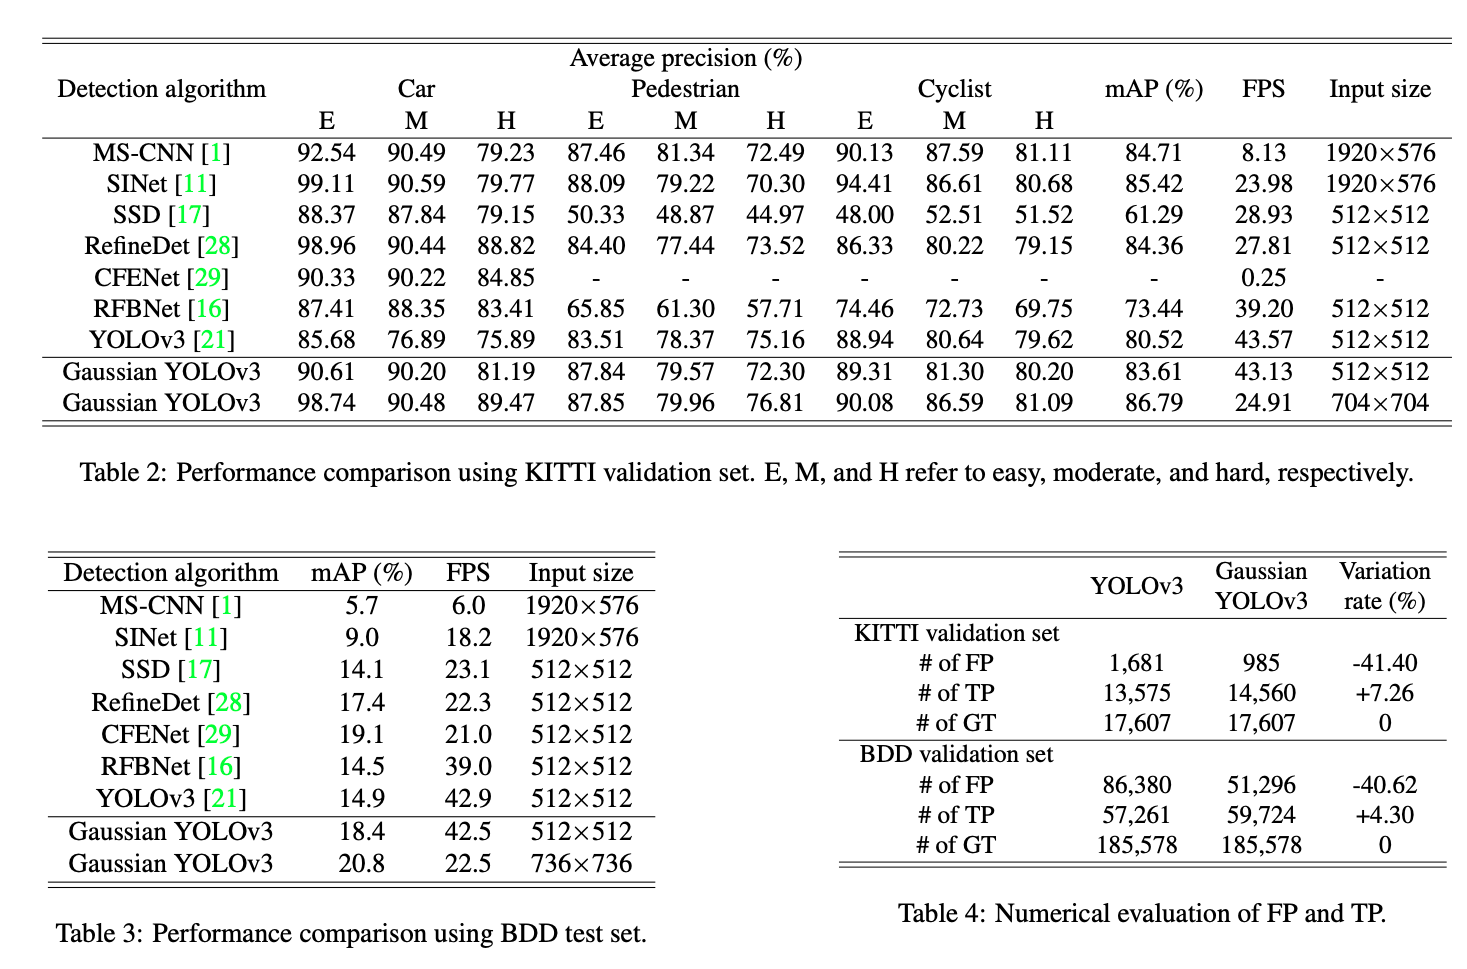 Average precision (%)
Detection algorithm Car Pedestrian Cyclist mAP (%) FPS Input size
E M H E M H E M H
MS-CNN [1] 92.54 90.49 79.23 87.46 81.34 72.49 90.13 87.59 81.11 84.71 8.13 1920×576
SINet [11] 99.11 90.59 79.77 88.09 79.22 70.30 94.41 86.61 80.68 85.42 23.98 1920×576
SSD [17] 88.37 87.84 79.15 50.33 48.87 44.97 48.00 52.51 51.52 61.29 28.93 512×512
RefineDet [28] 98.96 90.44 88.82 84.40 77.44 73.52 86.33 80.22 79.15 84.36 27.81 512×512
CFENet [29] 90.33 90.22 84.85 - - - - - - - 0.25 -
RFBNet [16] 87.41 88.35 83.41 65.85 61.30 57.71 74.46 72.73 69.75 73.44 39.20 512×512
YOLOv3 [21] 85.68 76.89 75.89 83.51 78.37 75.16 88.94 80.64 79.62 80.52 43.57 512×512
Gaussian YOLOv3 90.61 90.20 81.19 87.84 79.57 72.30 89.31 81.30 80.20 83.61 43.13 512×512
Gaussian YOLOv3 98.74 90.48 89.47 87.85 79.96 76.81 90.08 86.59 81.09 86.79 24.91 704×704
Table 2: Performance comparison using KITTI validation set. E, M, and H refer to easy, moderate, and hard, respectively.
Detection algorithm mAP (%) FPS Input size
MS-CNN [1] 5.7 6.0 1920×576
SINet [11] 9.0 18.2 1920×576
SSD [17] 14.1 23.1 512×512
RefineDet [28] 17.4 22.3 512×512
CFENet [29] 19.1 21.0 512×512
RFBNet [16] 14.5 39.0 512×512
YOLOv3 [21] 14.9 42.9 512×512
Gaussian YOLOv3 18.4 42.5 512×512
Gaussian YOLOv3 20.8 22.5 736×736
Table 3: Performance comparison using BDD test set.
YOLOv3 Gaussian Variation
YOLOv3 rate (%)
KITTI validation set
# of FP 1,681 985 -41.40
# of TP 13,575 14,560 +7.26
# of GT 17,607 17,607 0
BDD validation set
# of FP 86,380 51,296 -40.62
# of TP 57,261 59,724 +4.30
# of GT 185,578 185,578 0
Table 4: Numerical evaluation of FP and TP.